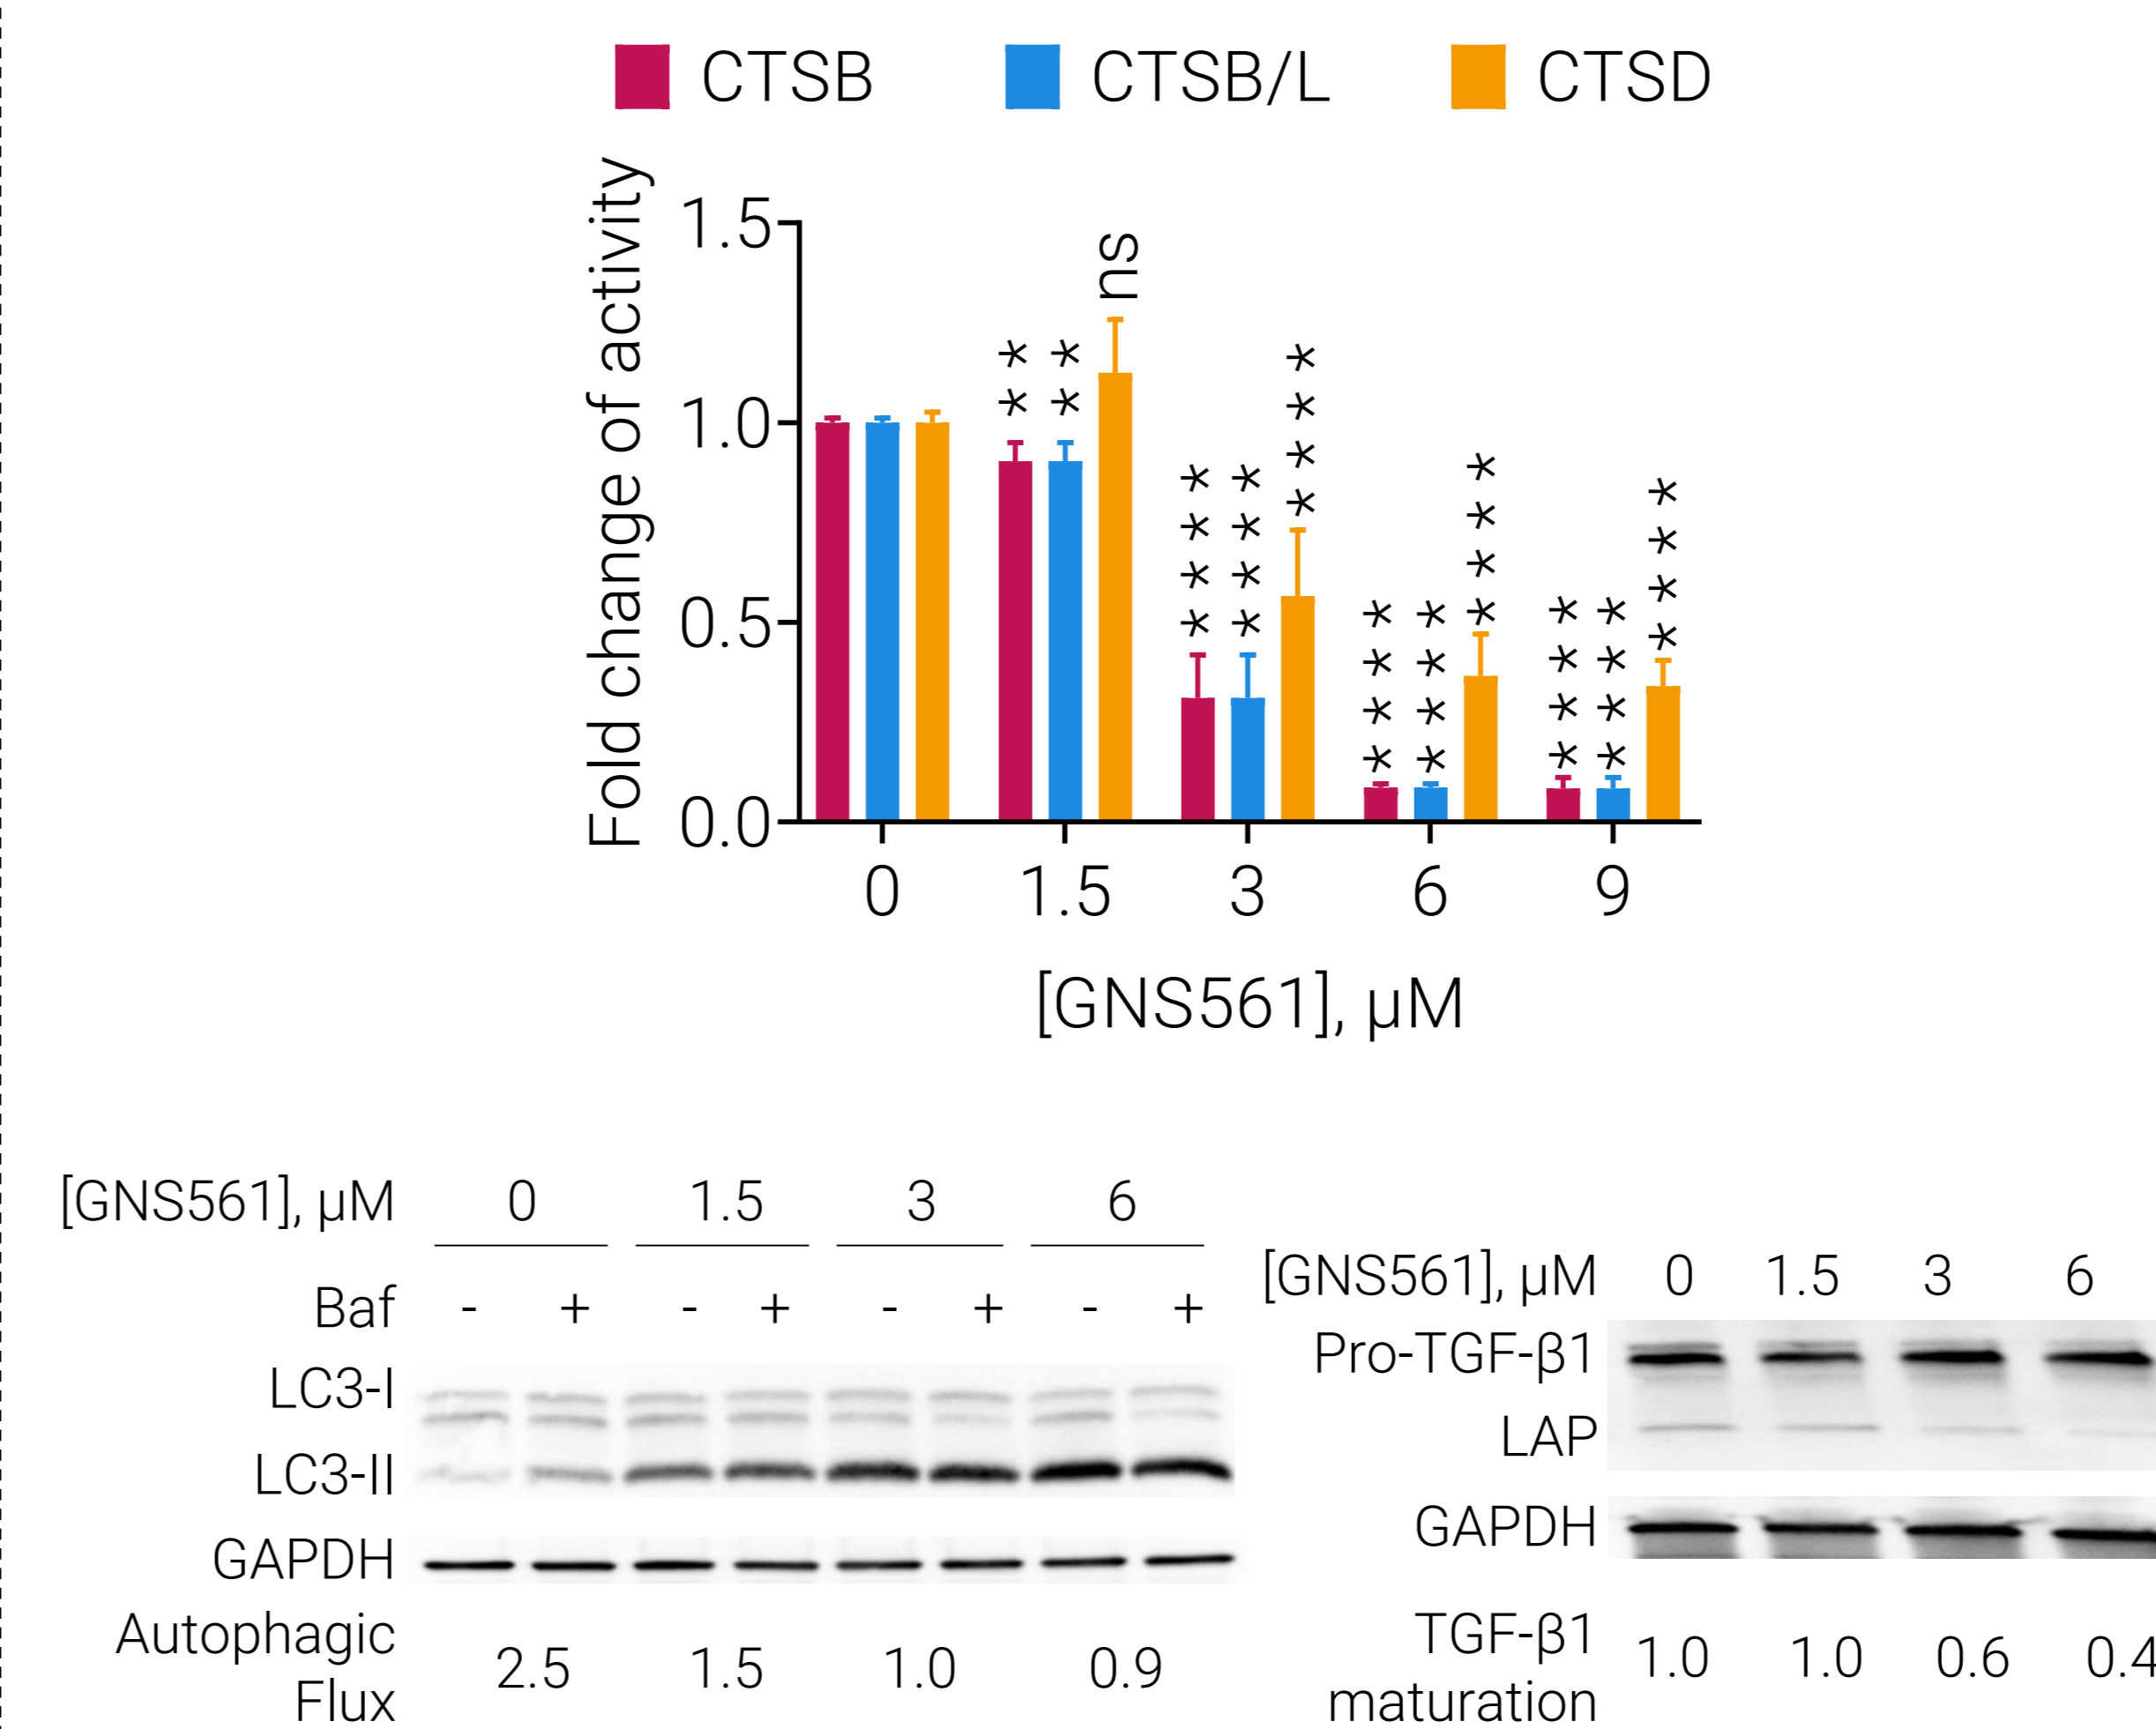 CTSB CTSB/L CTSD
Fold change of activity
1.5
1.0
0.5
0.0
ns
* * * * * *
* * * * * * * * * * * *
* * * * * * * * * * * *
* * * * * * * * * * *
* * *
0 1.5 3 6 9
[GNS561], µM
[GNS561], µM 0 1.5 3 6
Baf - + - + - + - +
LC3-I
LC3-II
GAPDH
Autophagic
Flux
2.5 1.5 1.0 0.9
[GNS561], µM 0 1.5 3 6
Pro-TGF-β1
LAP
GAPDH
TGF-β1
maturation
1.0 1.0 0.6 0.4